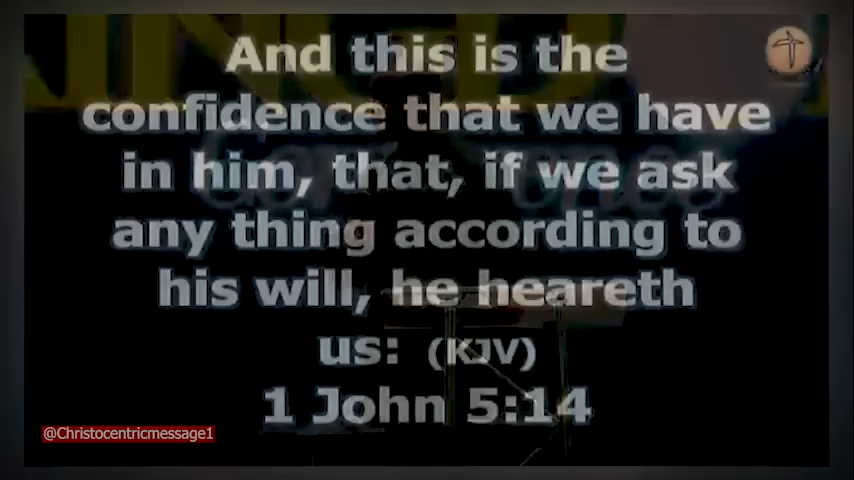 And this is the
confidence that we have
in him, that, if we ask
any thing according to
his will, he heareth
us: (KJV)
1 John 5:14
@Christocentricmessage1